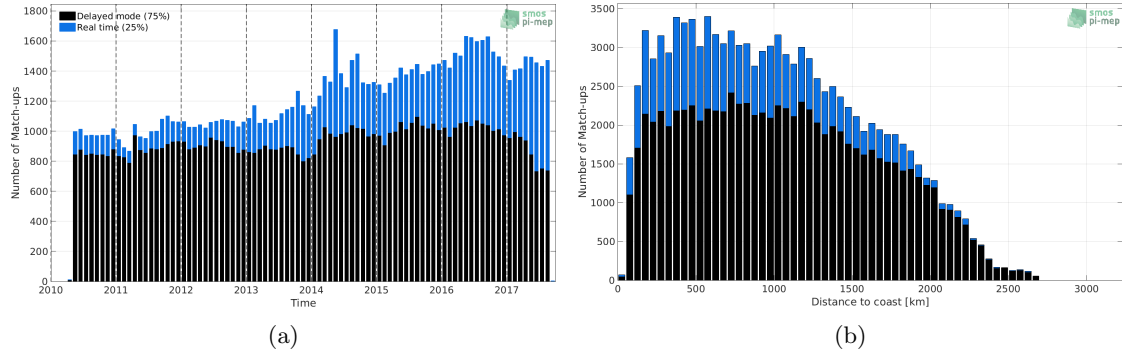 1800
1600
1400
1200
1000
800
600
400
200
0
Number of Match-ups
Delayed mode (75%)
Real time (25%)
smos
pi-mep
2010 2011 2012 2013 2014 2015 2016 2017
Time
(a)
3500
3000
2500
2000
1500
1000
500
0
Number of Match-ups
smos
pi-mep
0 500 1000 1500 2000 2500 3000
Distance to coast [km]
(b)